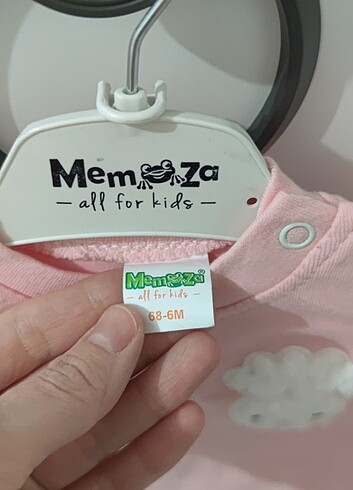 MemoZa
— all for kids —
MemoZa®
— all for kids —
68-6M